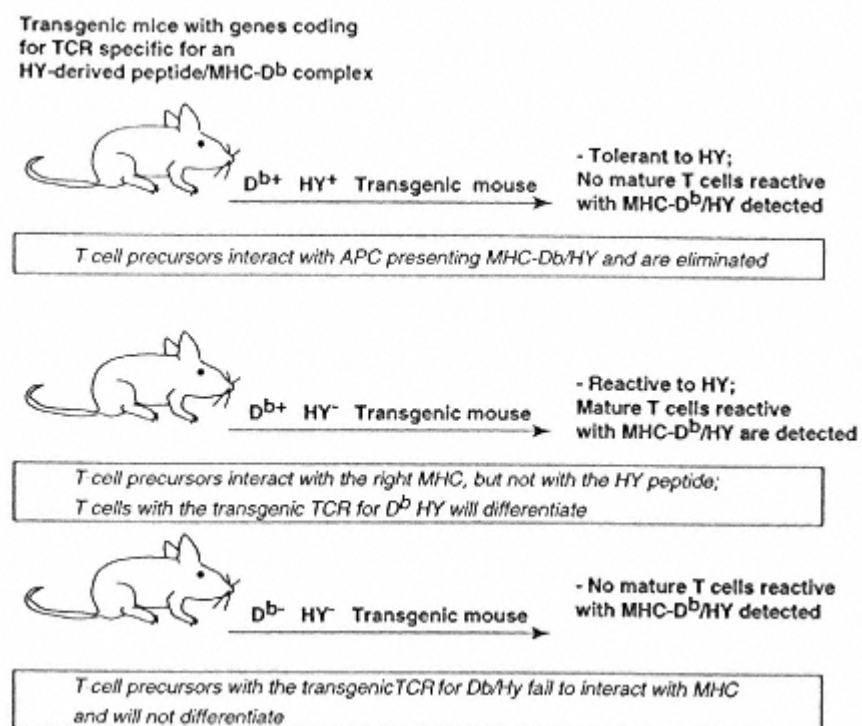 Transgenic mice with genes coding
for TCR specific for an
HY-derived peptide/MHC-Db complex
Db+ HY+ Transgenic mouse
- Tolerant to HY;
No mature T cells reactive
with MHC-Db/HY detected
T cell precursors interact with APC presenting MHC-Db/HY and are eliminated
Db+ HY- Transgenic mouse
- Reactive to HY;
Mature T cells reactive
with MHC-Db/HY are detected
T cell precursors interact with the right MHC, but not with the HY peptide;
T cells with the transgenic TCR for Db HY will differentiate
Db- HY- Transgenic mouse
- No mature T cells reactive
with MHC-Db/HY detected
T cell precursors with the transgenicTCR for Db/Hy fail to interact with MHC
and will not differentiate